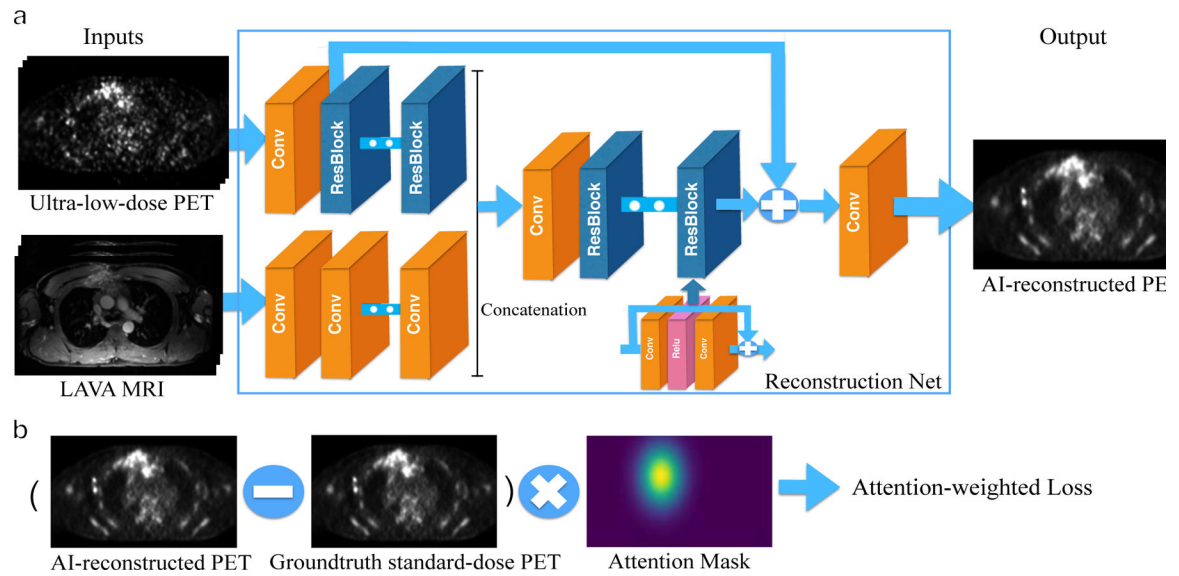 a
Inputs
Output
Conv
ResBlock
ResBlock
Ultra-low-dose PET
Conv
Conv
Conv
LAVA MRI
Concatenation
Conv
ResBlock
ResBlock
Conv
Conv
Relu
Conv
Reconstruction Net
AI-reconstructed PE
b
(
)
AI-reconstructed PET
Groundtruth standard-dose PET
Attention Mask
Attention-weighted Loss